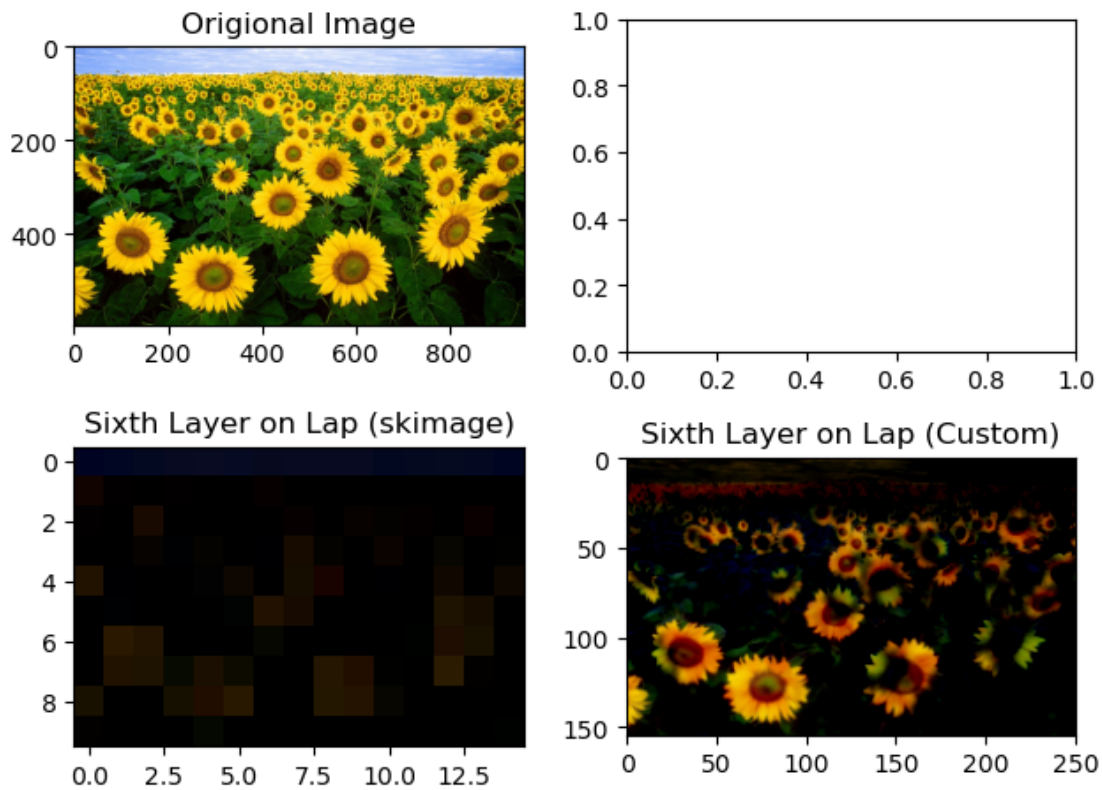 Origional Image
0
200
400
0 200 400 600 800
1.0
0.8
0.6
0.4
0.2
0.0
0.0 0.2 0.4 0.6 0.8 1.0
Sixth Layer on Lap (skimage)
0
2
4
6
8
0.0 2.5 5.0 7.5 10.0 12.5
Sixth Layer on Lap (Custom)
0
50
100
150
0 50 100 150 200 250